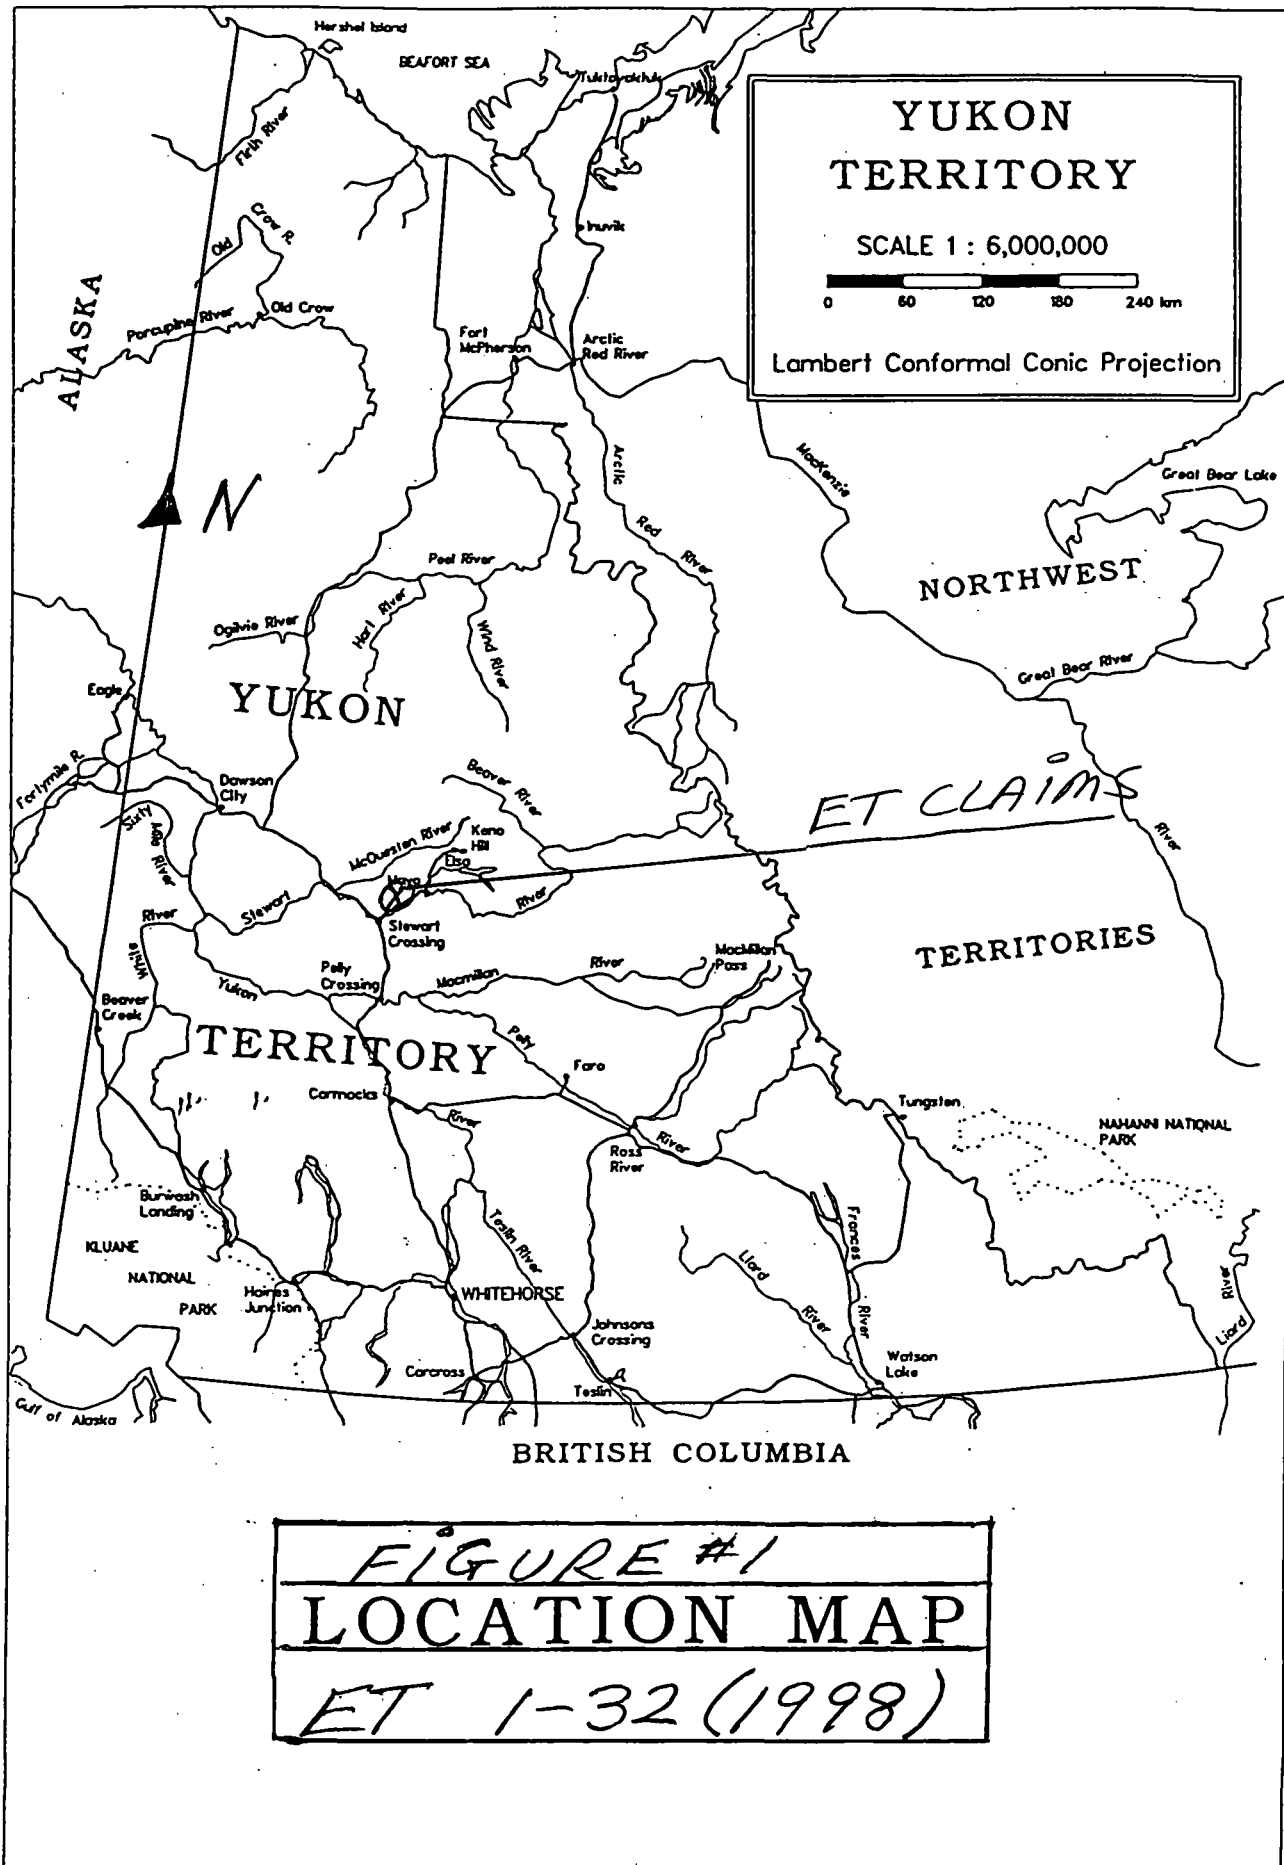 Hershel Island
BEAFORT SEA
Tuktoyaktuk
YUKON
TERRITORY
SCALE 1 : 6,000,000
0 60 120 180 240 km
Lambert Conformal Conic Projection
Firth River
Old Crow R.
Inuvik
ALASKA
Porcupine River
Old Crow
Fort
McPherson
Arctic
Red River
N
Arctic Red River
MacKenzie
River
Great Bear Lake
NORTHWEST
TERRITORIES
Great Bear River
Peel River
Ogilvie River
Hart River
Wind River
YUKON
TERRITORY
Eagle
Fortymile R.
Dawson
City
Sixty
Mile River
Beaver
River
ET CLAIMS
McQuesten River
Keno
Hill
Elsa
Mayo
Stewart
River
Stewart
Crossing
River
White
Yukon
Pelly
Crossing
Macmillan
River
MacMillan
Pass
Beaver
Creek
Pelly
River
Faro
Carmacks
River
Ross
River
Tungsten
NAHANNI NATIONAL
PARK
Burwash
Landing
Teslin River
Frances
River
Liard
River
KLUANE
NATIONAL
PARK
Haines
Junction
WHITEHORSE
Johnsons
Crossing
Carcross
Teslin
Watson
Lake
Liard
River
Gulf of Alaska
BRITISH COLUMBIA
FIGURE #1
LOCATION MAP
ET 1-32 (1998)